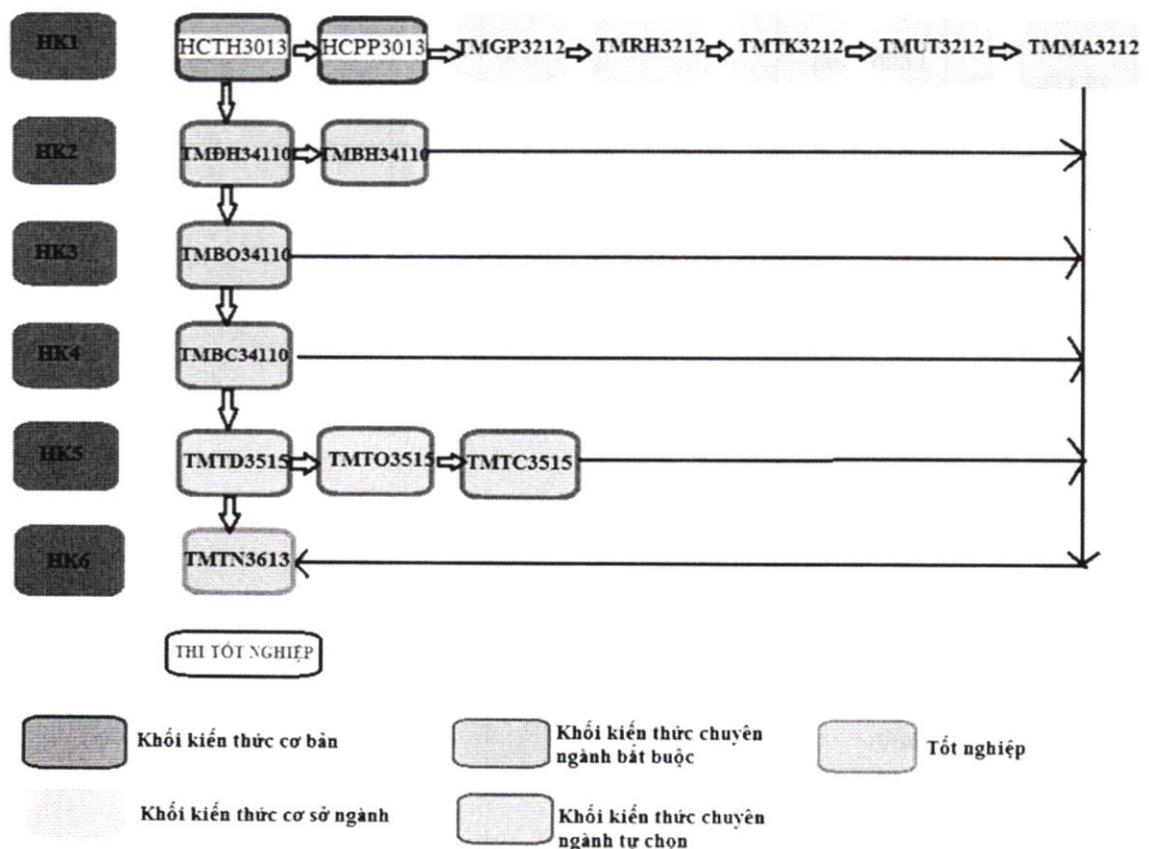 HK1
HCTH3013
HCPP3013
TMGP3212
TMRH3212
TMTK3212
TMUT3212
TMMA3212
HK2
TMĐH34110
TMBH34110
HK3
TMBO34110
HK4
TMBC34110
HK5
TMTD3515
TMTO3515
TMTC3515
HK6
TMTN3613
THI TỐT NGHIỆP
Khối kiến thức cơ bản
Khối kiến thức chuyên
ngành bắt buộc
Tốt nghiệp
Khối kiến thức cơ sở ngành
Khối kiến thức chuyên
ngành tự chọn